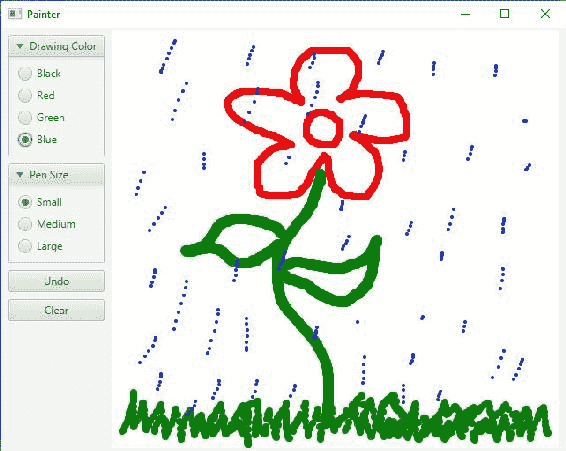 Painter
Drawing Color
Black
Red
Green
Blue
Pen Size
Small
Medium
Large
Undo
Clear